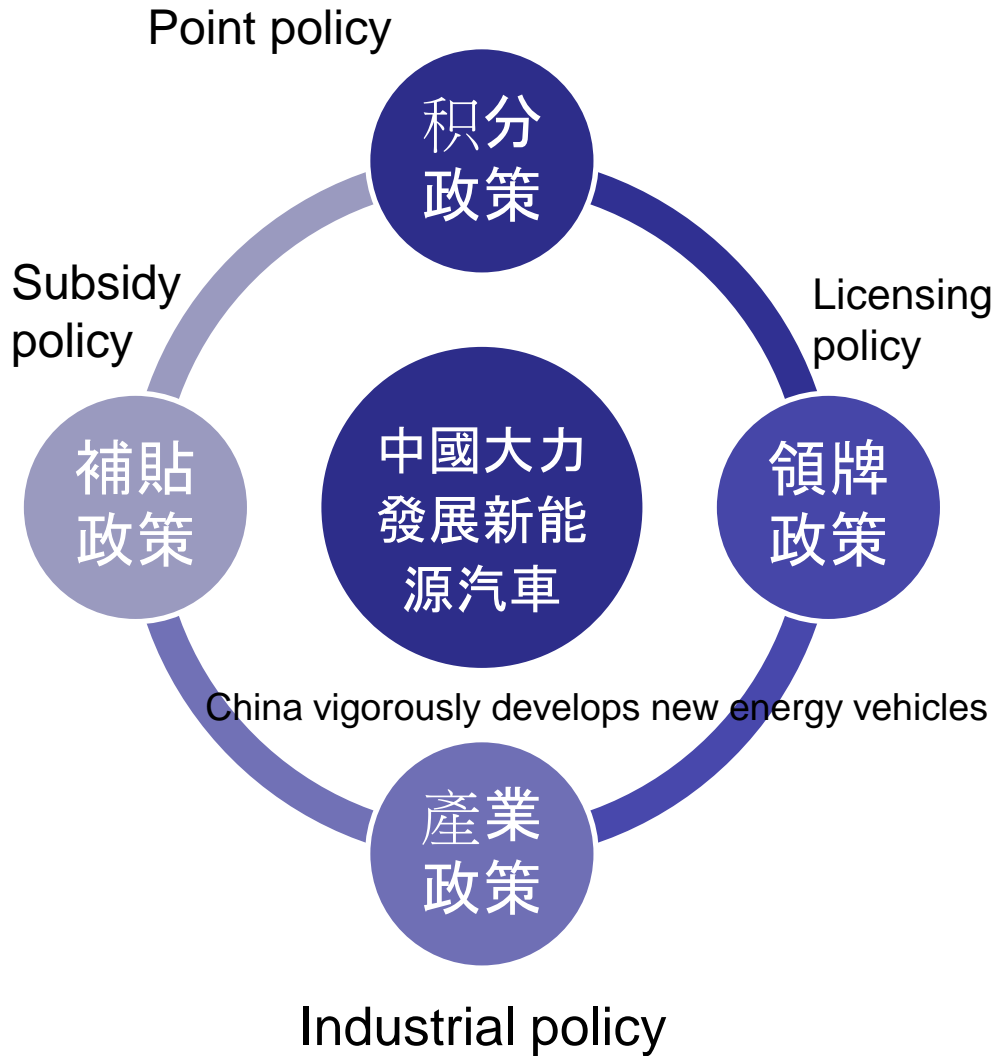 Point policy
积分
政策
Subsidy
policy
Licensing
policy
補貼
政策
中國大力
發展新能
源汽車
領牌
政策
China vigorously develops new energy vehicles
產業
政策
Industrial policy